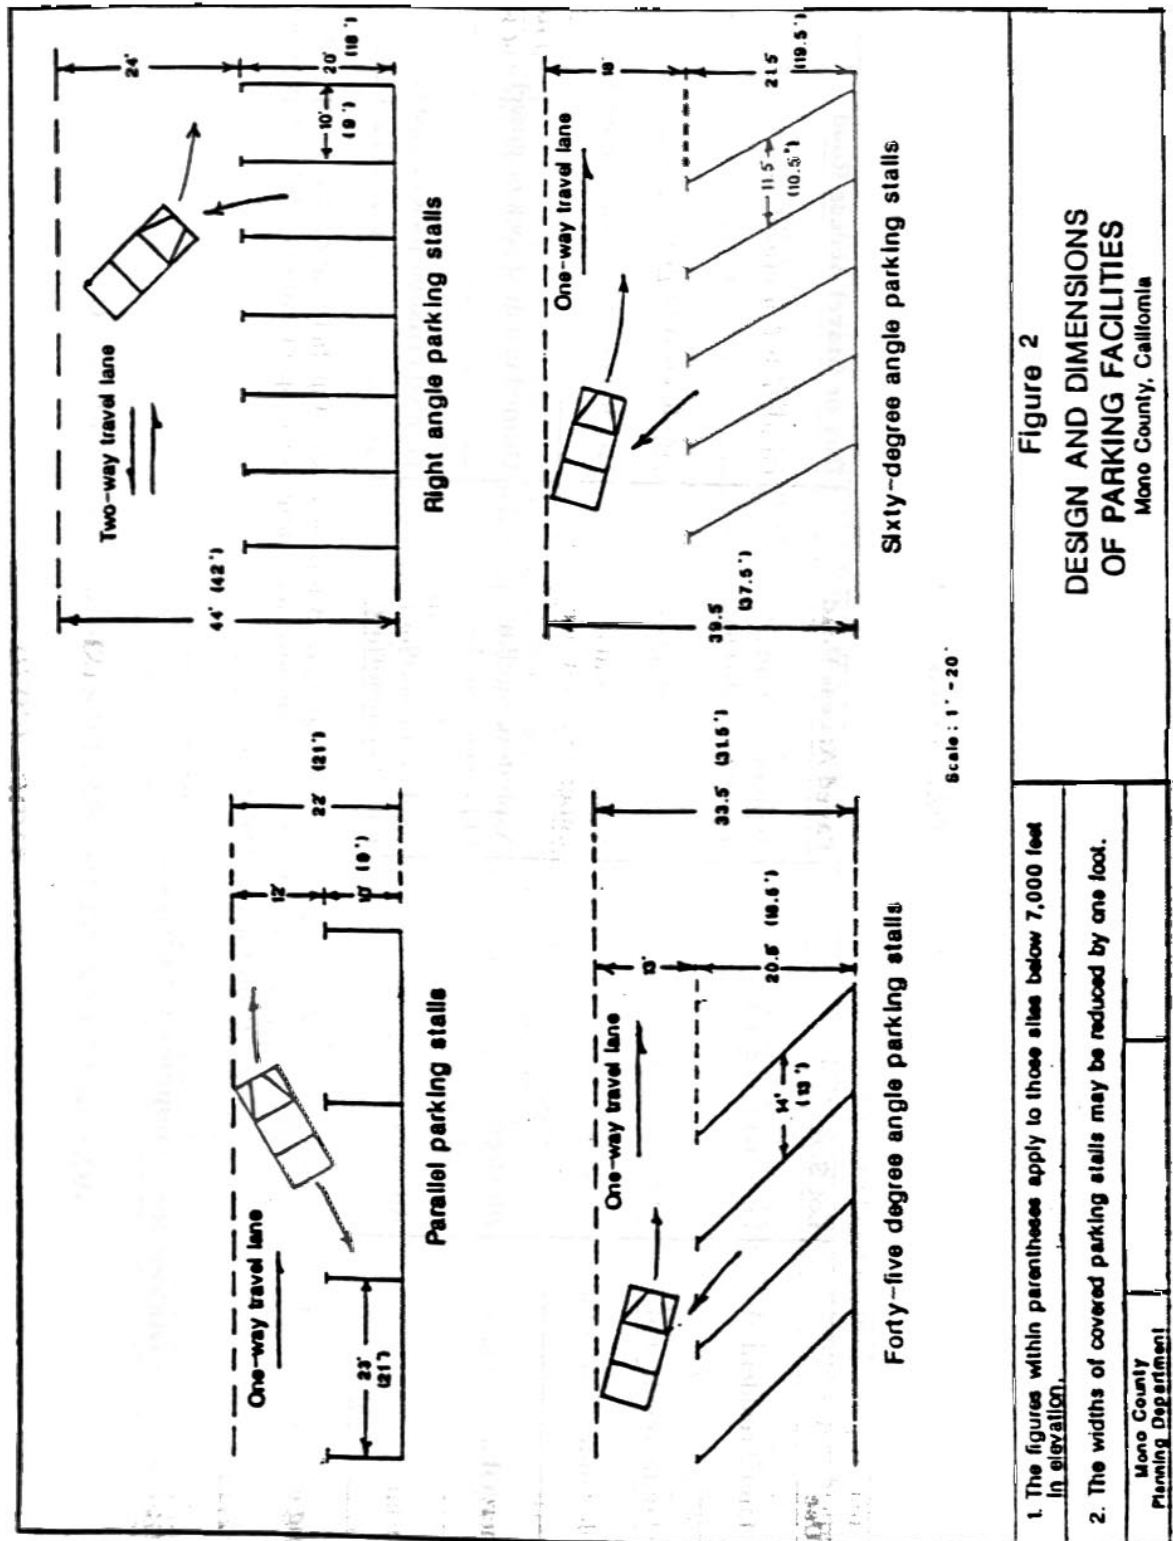 One-way travel lane
12'
10' (9')
22' (21')
23'
(21')
Parallel parking stalls
Two-way travel lane
44' (42')
24'
20'
(18')
10'
(9')
Right angle parking stalls
One-way travel lane
13'
20.5' (18.5')
33.5' (31.5')
14'
(13')
Forty-five degree angle parking stalls
One-way travel lane
39.5'
(37.5')
18'
21.5'
(19.5')
11.5'
(10.5')
Sixty-degree angle parking stalls
Scale : 1" - 20'
1. The figures within parentheses apply to those sites below 7,000 feet
in elevation.
2. The widths of covered parking stalls may be reduced by one foot.
Mono County
Planning Department
Figure 2
DESIGN AND DIMENSIONS
OF PARKING FACILITIES
Mono County, California